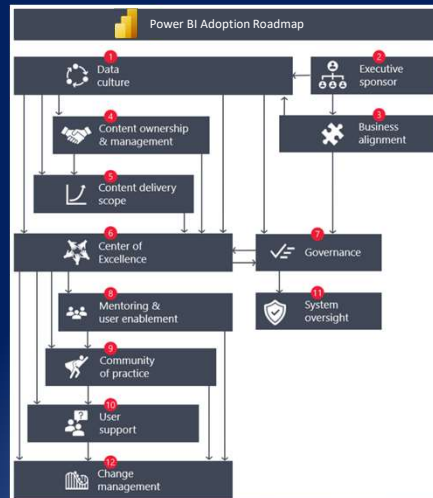 Power BI Adoption Roadmap
1
Data
culture
2
Executive
sponsor
3
Business
alignment
4
Content ownership
& management
5
Content delivery
scope
6
Center of
Excellence
7
Governance
8
Mentoring &
user enablement
11
System
oversight
9
Community
of practice
10
?
User
support
12
Change
management